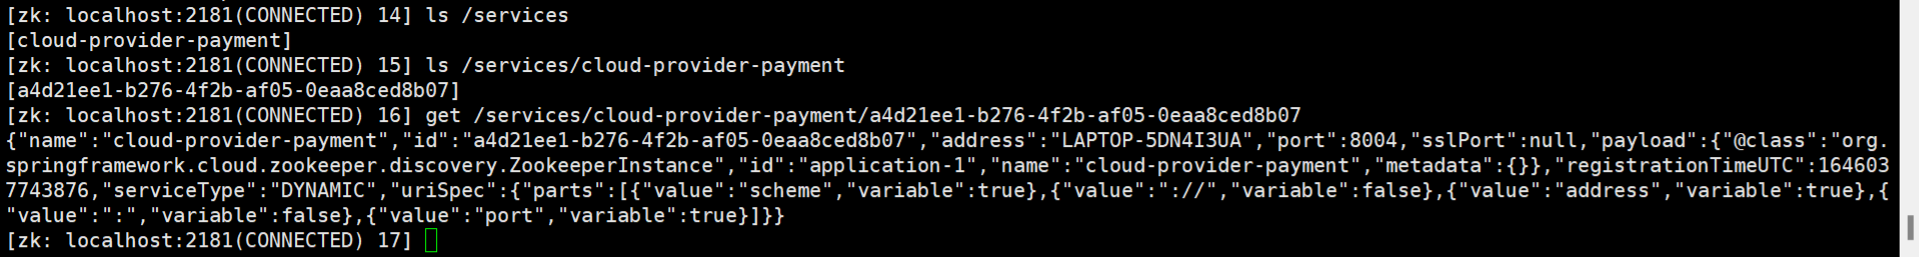 [zk: localhost:2181(CONNECTED) 14] ls /services
[cloud-provider-payment]
[zk: localhost:2181(CONNECTED) 15] ls /services/cloud-provider-payment
[a4d21ee1-b276-4f2b-af05-0eaa8ced8b07]
[zk: localhost:2181(CONNECTED) 16] get /services/cloud-provider-payment/a4d21ee1-b276-4f2b-af05-0eaa8ced8b07
{"name":"cloud-provider-payment","id":"a4d21ee1-b276-4f2b-af05-0eaa8ced8b07","address":"LAPTOP-5DN4I3UA","port":8004,"sslPort":null,"payload":{"@class":"org.
springframework.cloud.zookeeper.discovery.ZookeeperInstance","id":"application-1","name":"cloud-provider-payment","metadata":{}},"registrationTimeUTC":164603
7743876,"serviceType":"DYNAMIC","uriSpec":{"parts":[{"value":"scheme","variable":true},{"value":"://","variable":false},{"value":"address","variable":true},{
"value":":","variable":false},{"value":"port","variable":true}]}}
[zk: localhost:2181(CONNECTED) 17]